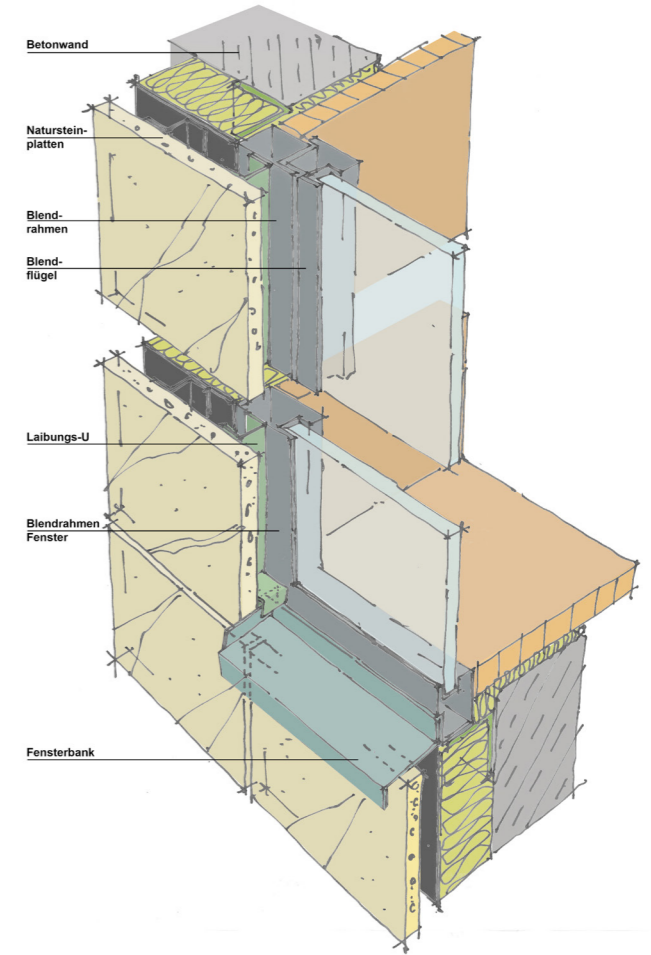 Betonwand
Naturstein-
platten
Blend-
rahmen
Blend-
flügel
Laibungs-U
Blendrahmen
Fenster
Fensterbank